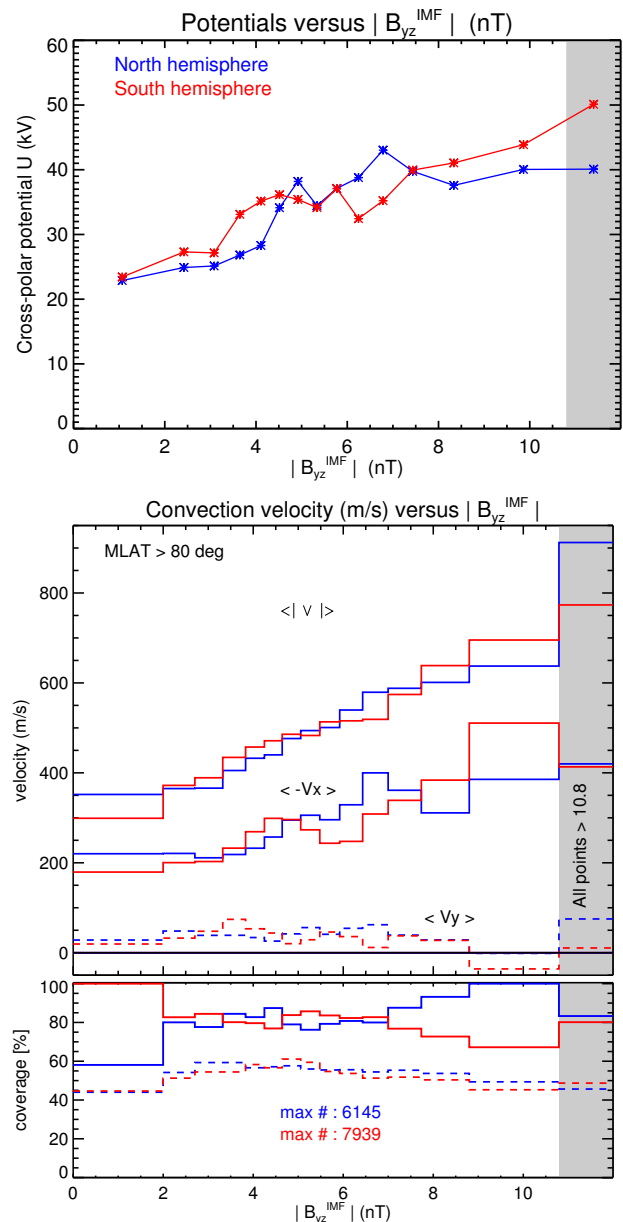 Potentials versus | B_yz^IMF | (nT)
North hemisphere
South hemisphere
Cross-polar potential U (kV)
60
50
40
30
20
10
0
0 2 4 6 8 10
| B_yz^IMF | (nT)
Convection velocity (m/s) versus | B_yz^IMF |
MLAT > 80 deg
<| V |>
< -Vx >
< Vy >
All points > 10.8
velocity (m/s)
800
600
400
200
0
coverage [%]
100
80
60
40
20
0
max # : 6145
max # : 7939
0 2 4 6 8 10
| B_yz^IMF | (nT)